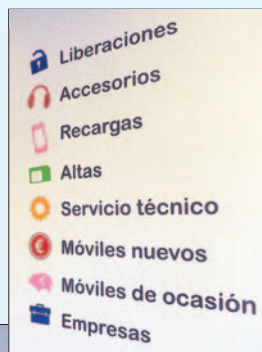 Liberaciones
Accesorios
Recargas
Altas
Servicio técnico
Móviles nuevos
Móviles de ocasión
Empresas